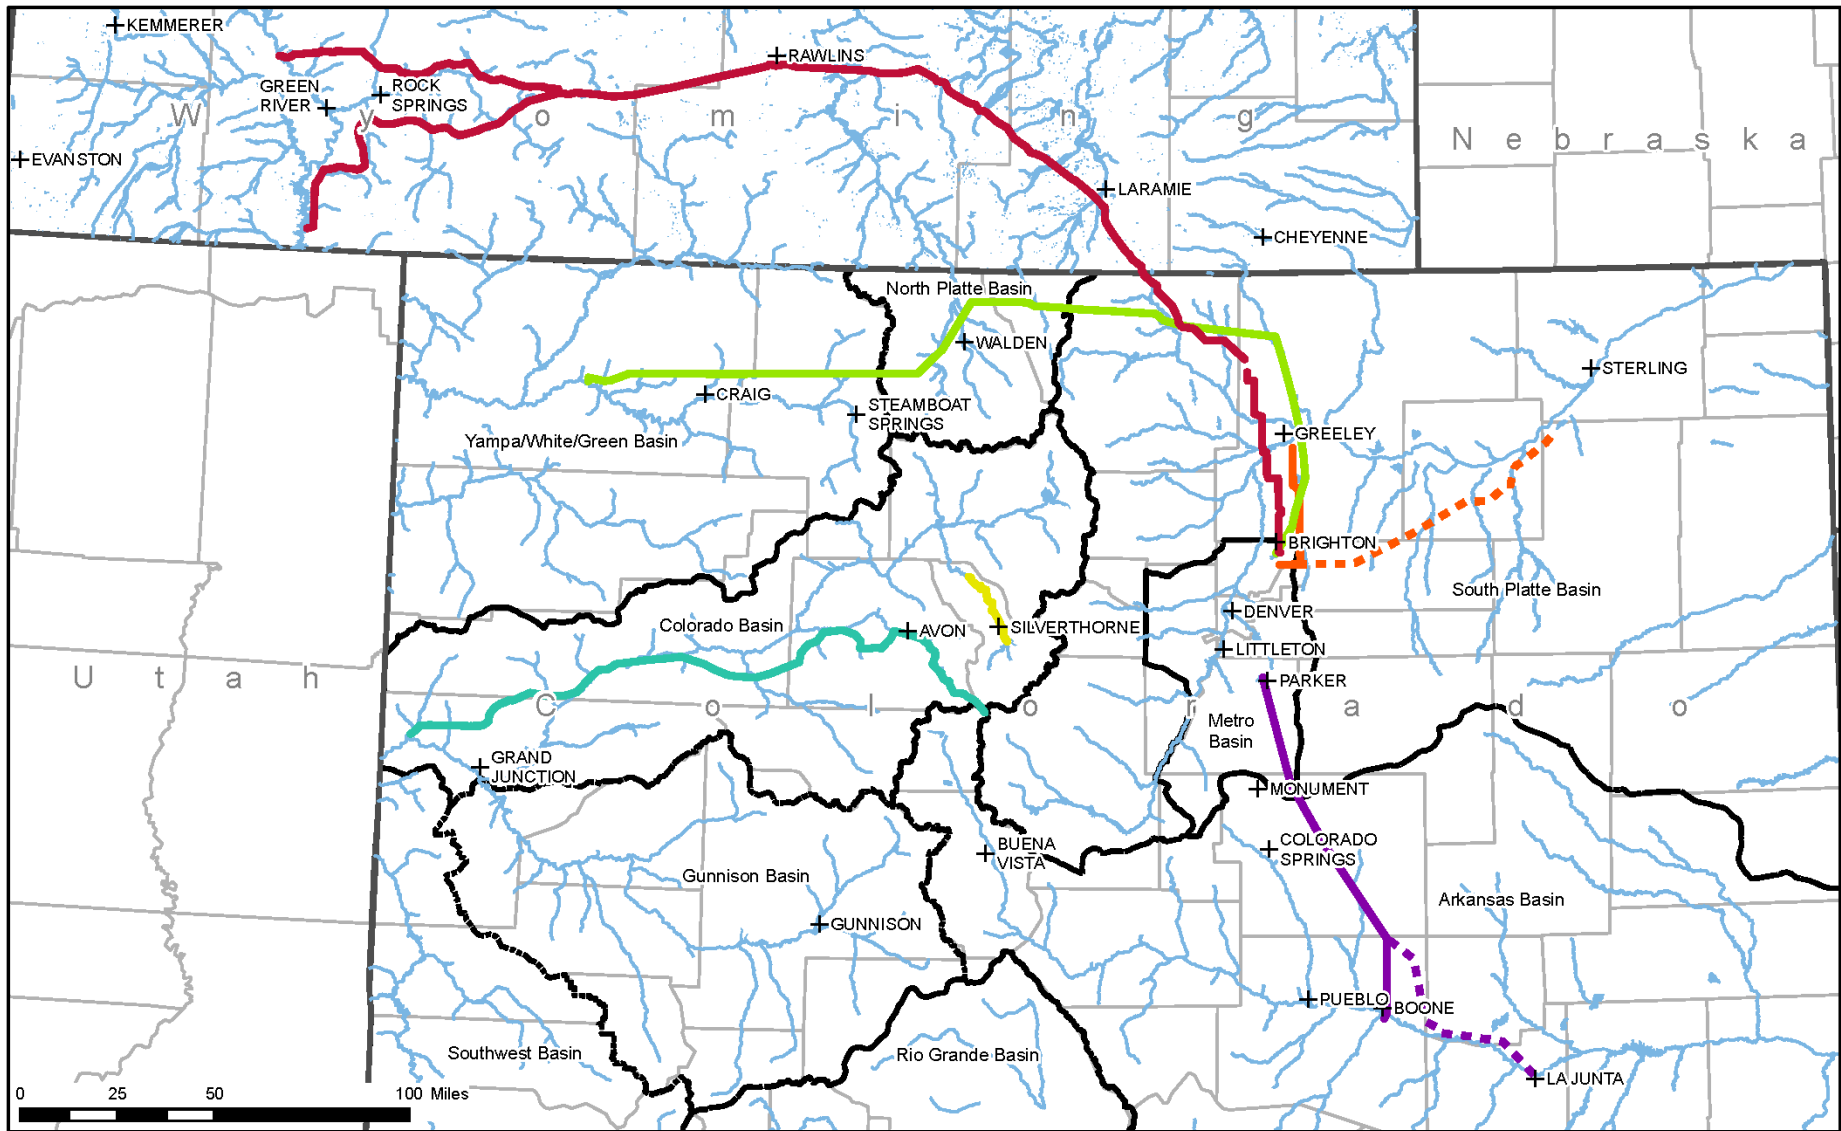 KEMMERER
RAWLINS
GREEN
RIVER
ROCK
SPRINGS
W y o m i n g
N e b r a s k a
EVANSTON
LARAMIE
CHEYENNE
North Platte Basin
WALDEN
STERLING
CRAIG
STEAMBOAT
SPRINGS
Yampa/White/Green Basin
GREELEY
BRIGHTON
South Platte Basin
DENVER
Colorado Basin
AVON
SILVERTHORNE
LITTLETON
U t a h
PARKER
C o l o r a d o
Metro
Basin
GRAND
JUNCTION
MONUMENT
BUENA
VISTA
COLORADO
SPRINGS
Gunnison Basin
Arkansas Basin
GUNNISON
PUEBLO
BOONE
Southwest Basin
Rio Grande Basin
LA JUNTA
0 25 50 100 Miles